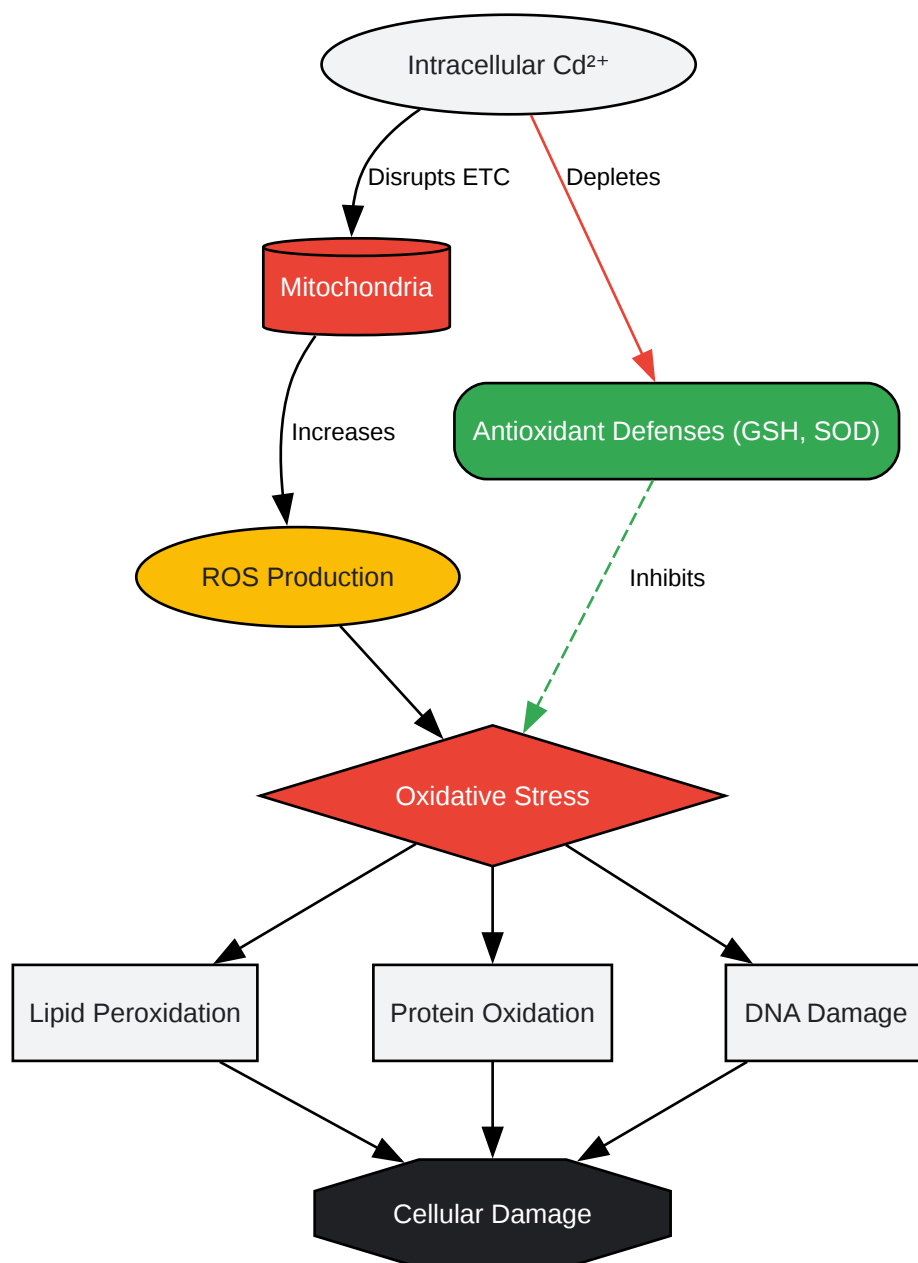 Intracellular Cd²⁺
Disrupts ETC
Depletes
Mitochondria
Antioxidant Defenses (GSH, SOD)
Increases
ROS Production
Inhibits
Oxidative Stress
Lipid Peroxidation
Protein Oxidation
DNA Damage
Cellular Damage